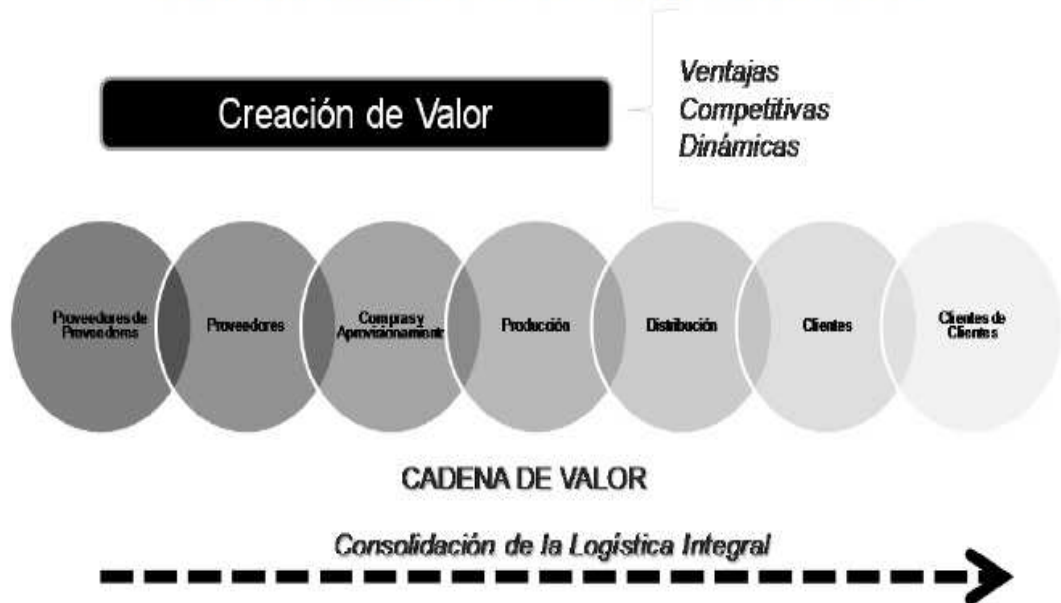 Creación de Valor
Ventajas
Competitivas
Dinámicas
Proveedores de
Proveedores
Proveedores
Compras y
Aprovisionament
Producción
Distribución
Clientes
Clientes de
Clientes
CADENA DE VALOR
Consolidación de la Logística Integral